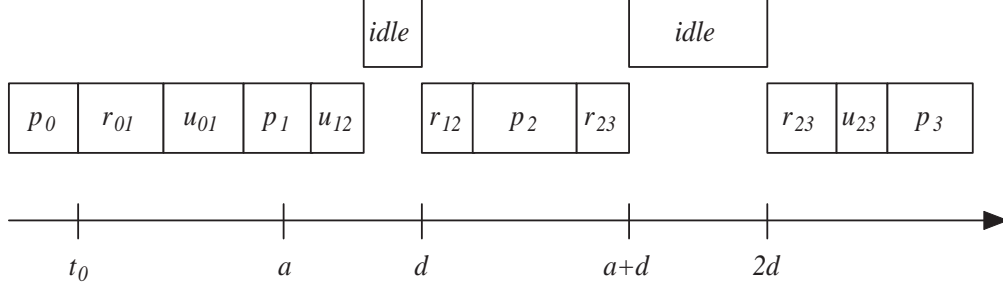 idle idle
p₀ r₀₁ u₀₁ p₁ u₁₂ r₁₂ p₂ r₂₃ r₂₃ u₂₃ p₃
t₀ a d a+d 2d